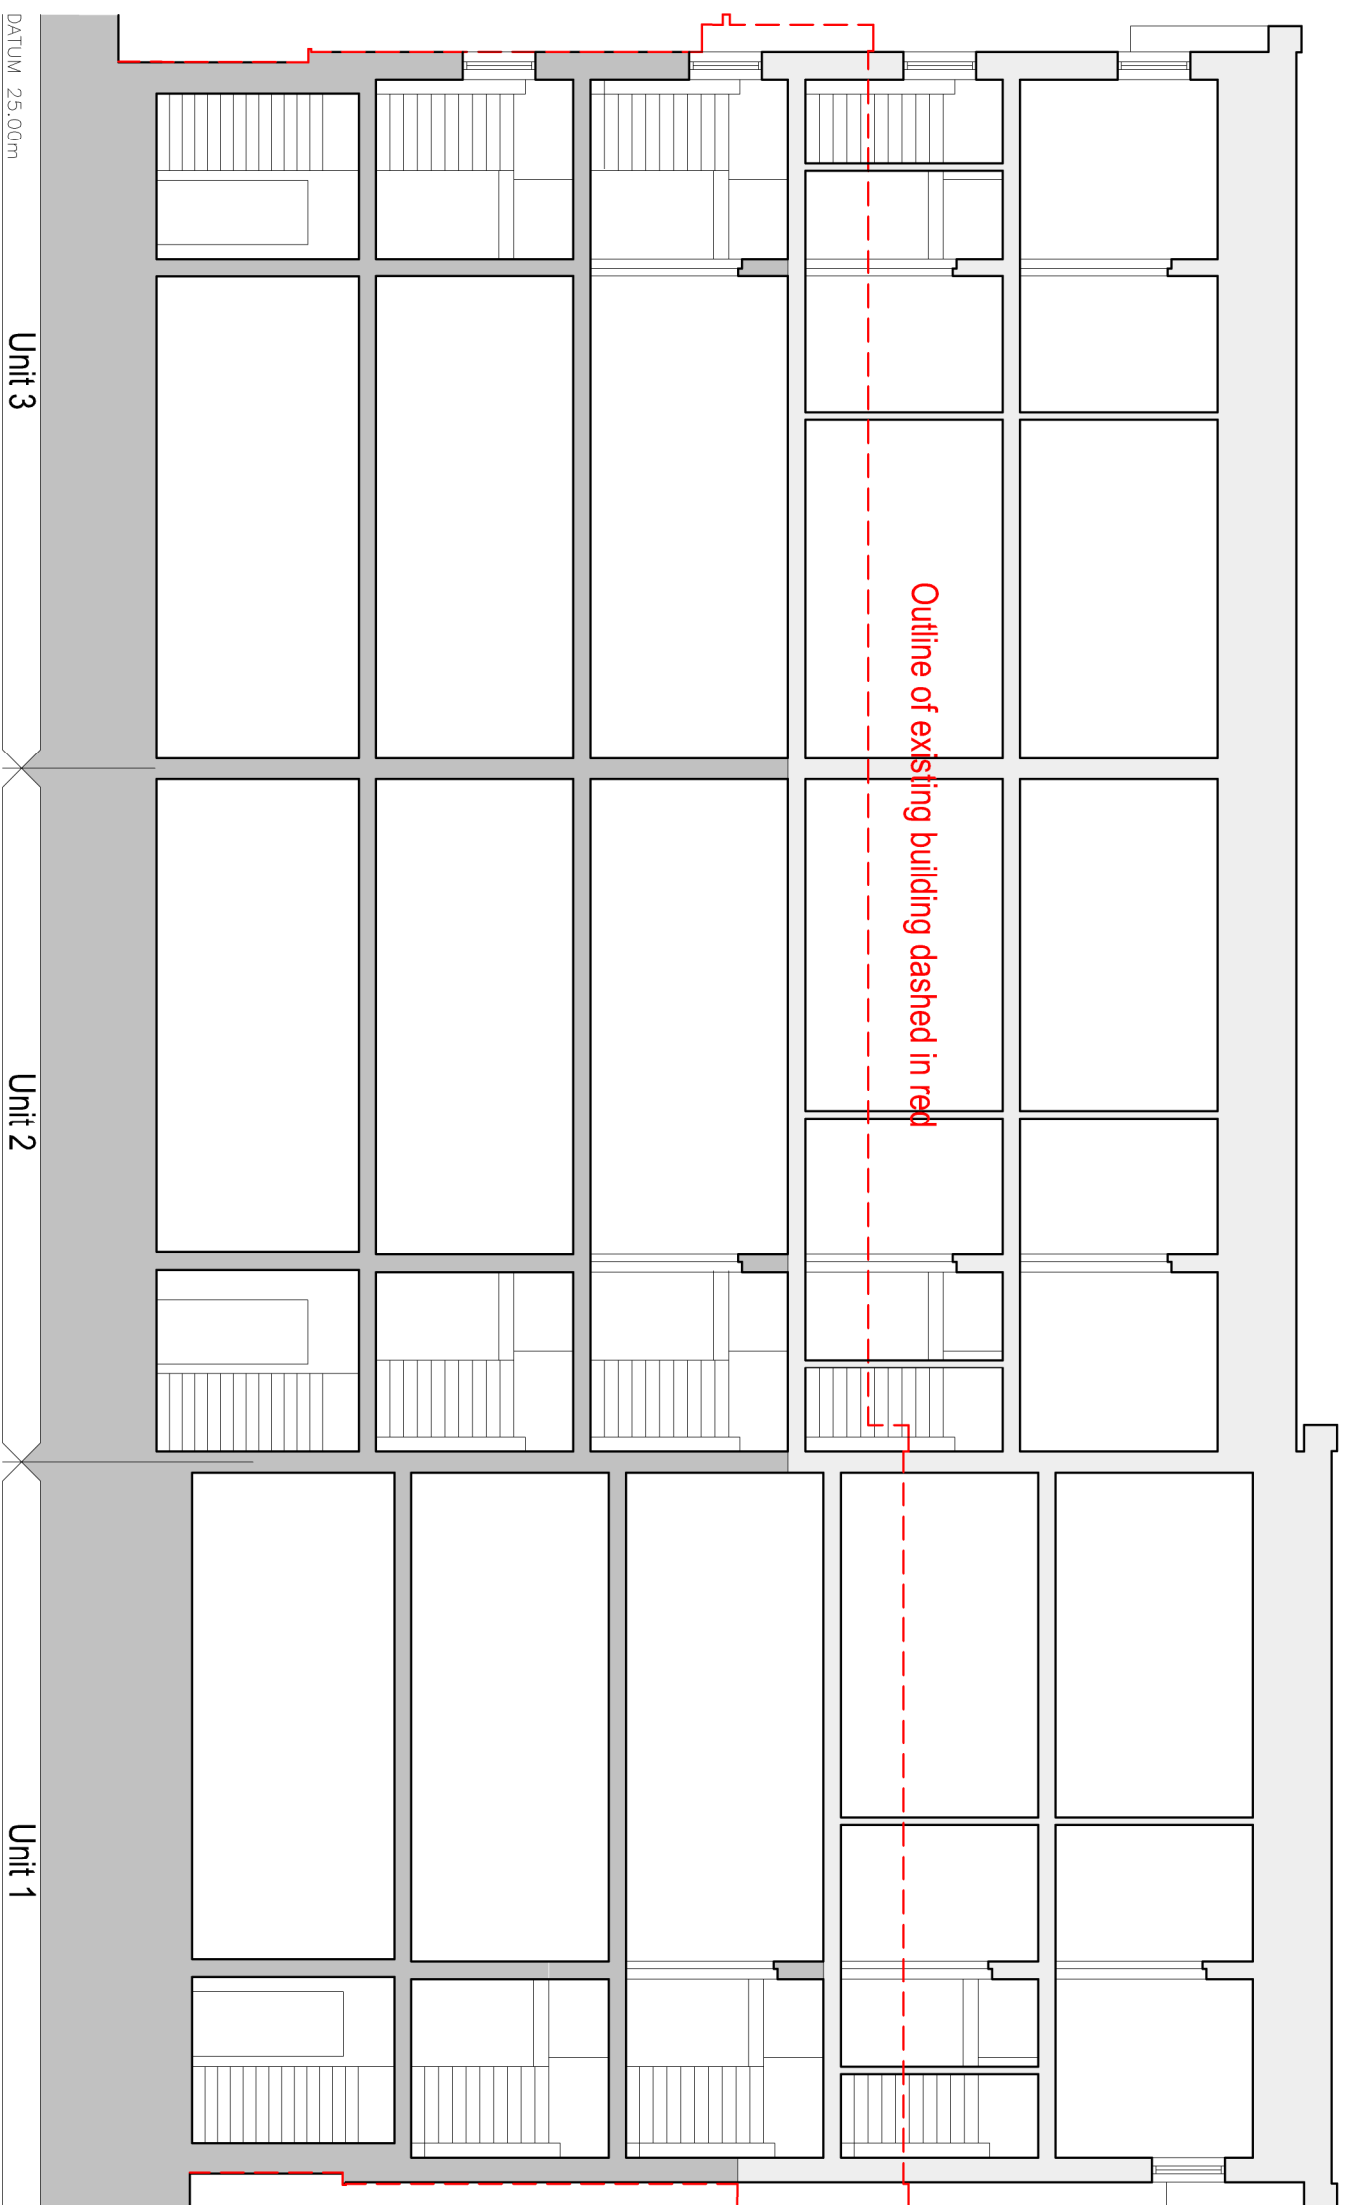 Outline of existing building dashed in red
DATUM 25.00m
Unit 3
Unit 2
Unit 1